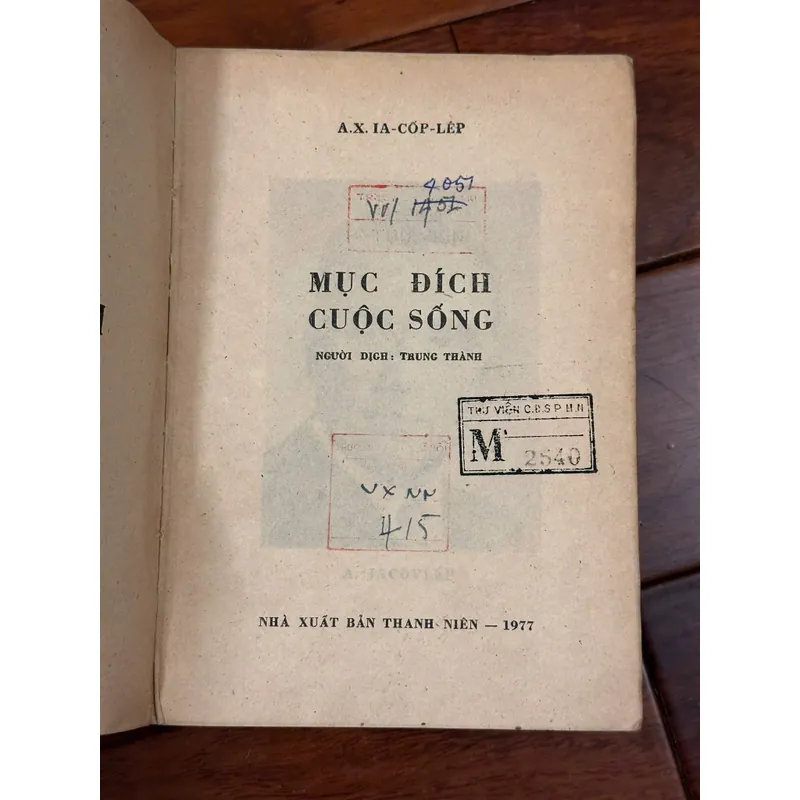 A.X. IA-CỐP-LÉP
4051
VV/ 1451
MỤC ĐÍCH
CUỘC SỐNG
NGƯỜI DỊCH: TRUNG THÀNH
THƯ VIỆN C.Đ.S.P H.N
M
2540
VX NN
415
A. JACOVLEP
NHÀ XUẤT BẢN THANH NIÊN — 1977